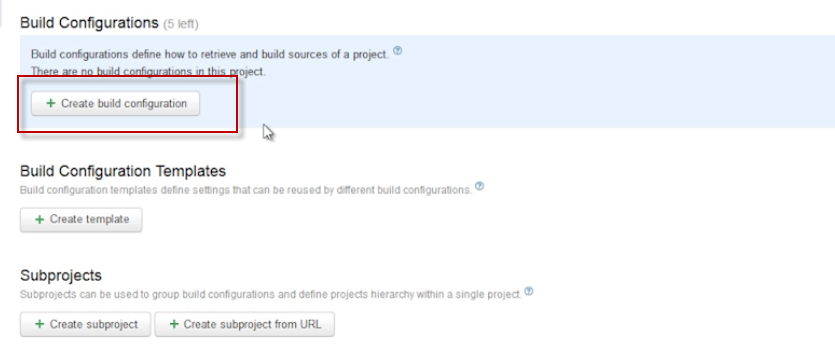 Build Configurations (5 left)
Build configurations define how to retrieve and build sources of a project. ?
There are no build configurations in this project.
+ Create build configuration
Build Configuration Templates
Build configuration templates define settings that can be reused by different build configurations. ?
+ Create template
Subprojects
Subprojects can be used to group build configurations and define projects hierarchy within a single project. ?
+ Create subproject + Create subproject from URL